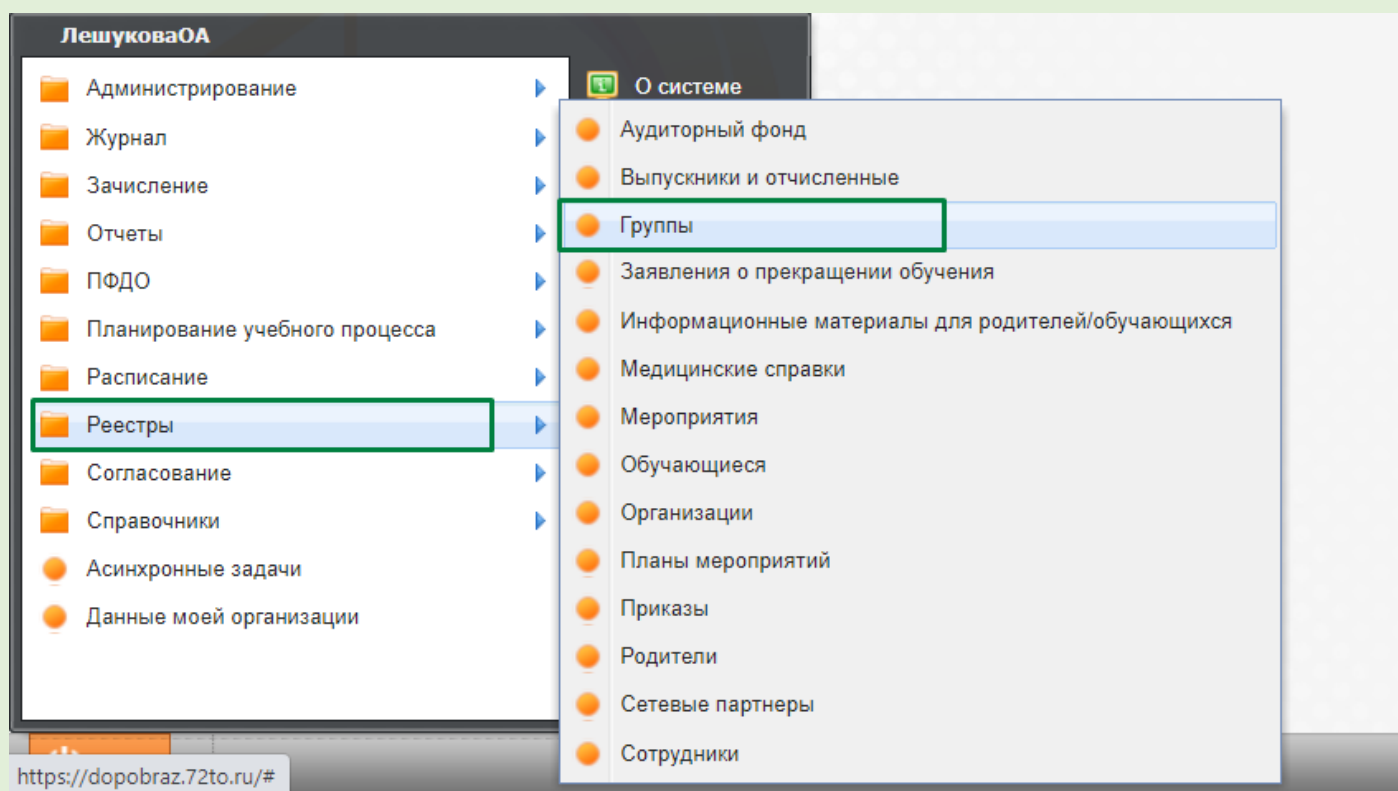 ЛешуковаОА
Администрирование
Журнал
Зачисление
Отчеты
ПФДО
Планирование учебного процесса
Расписание
Реестры
Согласование
Справочники
Асинхронные задачи
Данные моей организации
О системе
Аудиторный фонд
Выпускники и отчисленные
Группы
Заявления о прекращении обучения
Информационные материалы для родителей/обучающихся
Медицинские справки
Мероприятия
Обучающиеся
Организации
Планы мероприятий
Приказы
Родители
Сетевые партнеры
Сотрудники
https://dopobraz.72to.ru/#